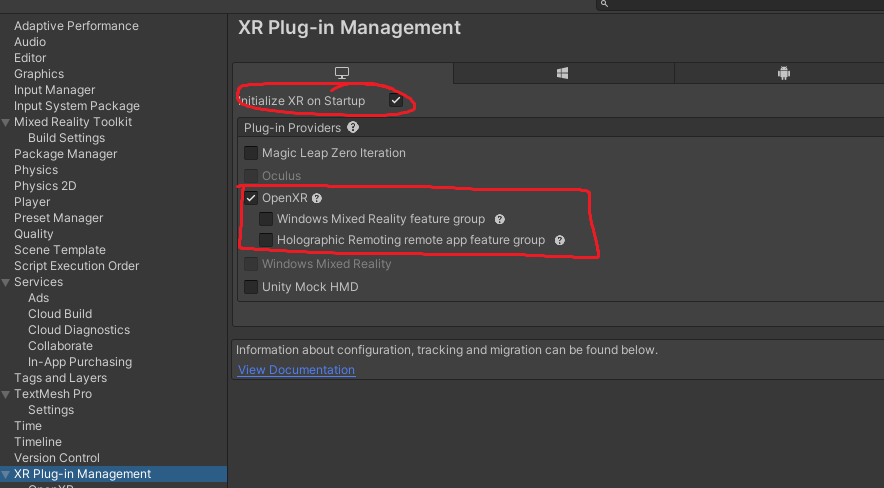 XR Plug-in Management
Adaptive Performance
Audio
Editor
Graphics
Input Manager
Input System Package
Mixed Reality Toolkit
Build Settings
Package Manager
Physics
Physics 2D
Player
Preset Manager
Quality
Scene Template
Script Execution Order
Services
Ads
Cloud Build
Cloud Diagnostics
Collaborate
In-App Purchasing
Tags and Layers
TextMesh Pro
Settings
Time
Timeline
Version Control
XR Plug-in Management
OpenXR
Initialize XR on Startup
Plug-in Providers
Magic Leap Zero Iteration
Oculus
OpenXR
Windows Mixed Reality feature group
Holographic Remoting remote app feature group
Windows Mixed Reality
Unity Mock HMD
Information about configuration, tracking and migration can be found below.
View Documentation